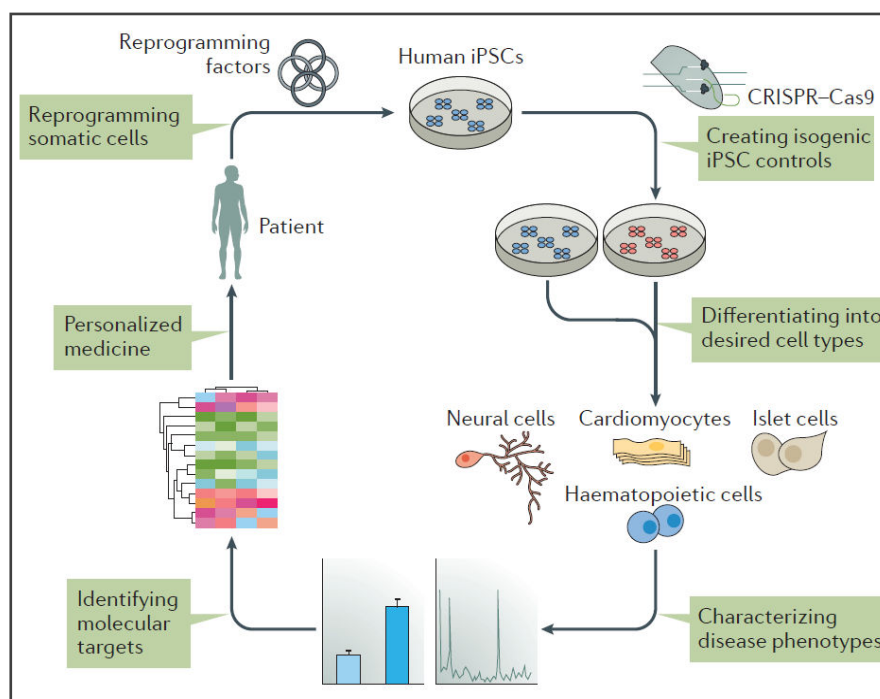 Reprogramming
factors
Human iPSCs
CRISPR–Cas9
Reprogramming
somatic cells
Creating isogenic
iPSC controls
Patient
Personalized
medicine
Differentiating into
desired cell types
Neural cells
Cardiomyocytes
Islet cells
Haematopoietic cells
Identifying
molecular
targets
Characterizing
disease phenotypes